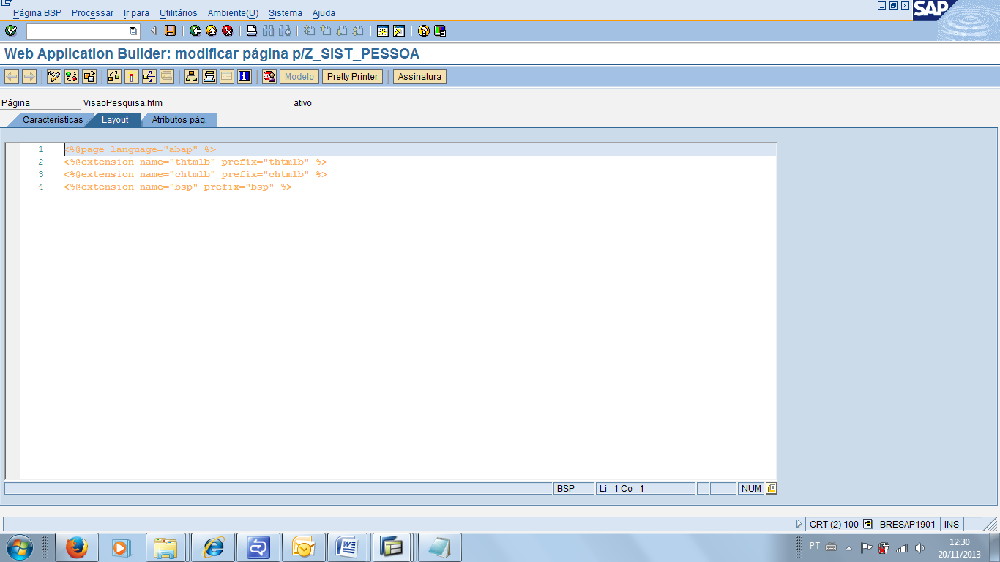 Página BSP Processar Ir para Utilitários Ambiente(U) Sistema Ajuda
SAP
Web Application Builder: modificar página p/Z_SIST_PESSOA
Modelo Pretty Printer Assinatura
Página VisaoPesquisa.htm ativo
Características Layout Atributos pág.
1 <%@page language="abap" %>
2 <%@extension name="thtmlb" prefix="thtmlb" %>
3 <%@extension name="chtmlb" prefix="chtmlb" %>
4 <%@extension name="bsp" prefix="bsp" %>
BSP Li 1 Co 1 NUM
CRT (2) 100 BRESAP1901 INS
PT 12:30
20/11/2013